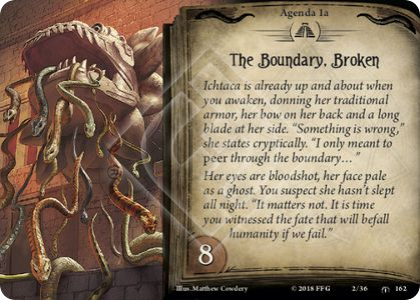 Agenda 1a
The Boundary, Broken
Ichtaca is already up and about when
you awaken, donning her traditional
armor, her bow on her back and a long
blade at her side. “Something is wrong,”
she states cryptically. “I only meant to
peer through the boundary…”
Her eyes are bloodshot, her face pale
as a ghost. You suspect she hasn't slept
all night. “It matters not. It is time
you witnessed the fate that will befall
humanity if we fail.”
8
Illus. Matthew Cowdery
© 2018 FFG
2/36
162